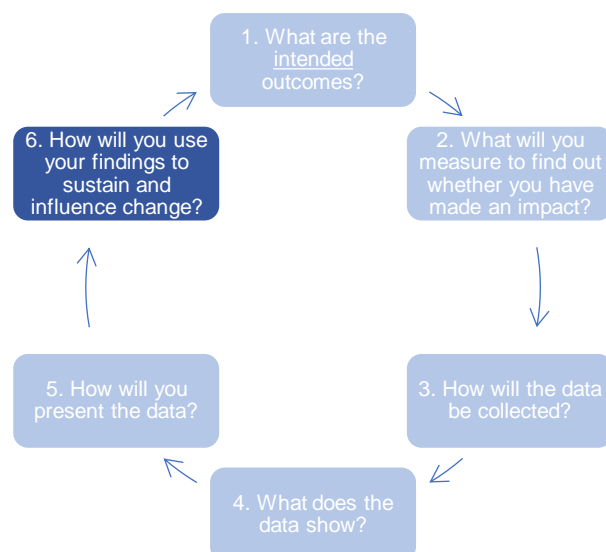 1. What are the
intended
outcomes?
2. What will you
measure to find out
whether you have
made an impact?
3. How will the data
be collected?
4. What does the
data show?
5. How will you
present the data?
6. How will you use
your findings to
sustain and
influence change?